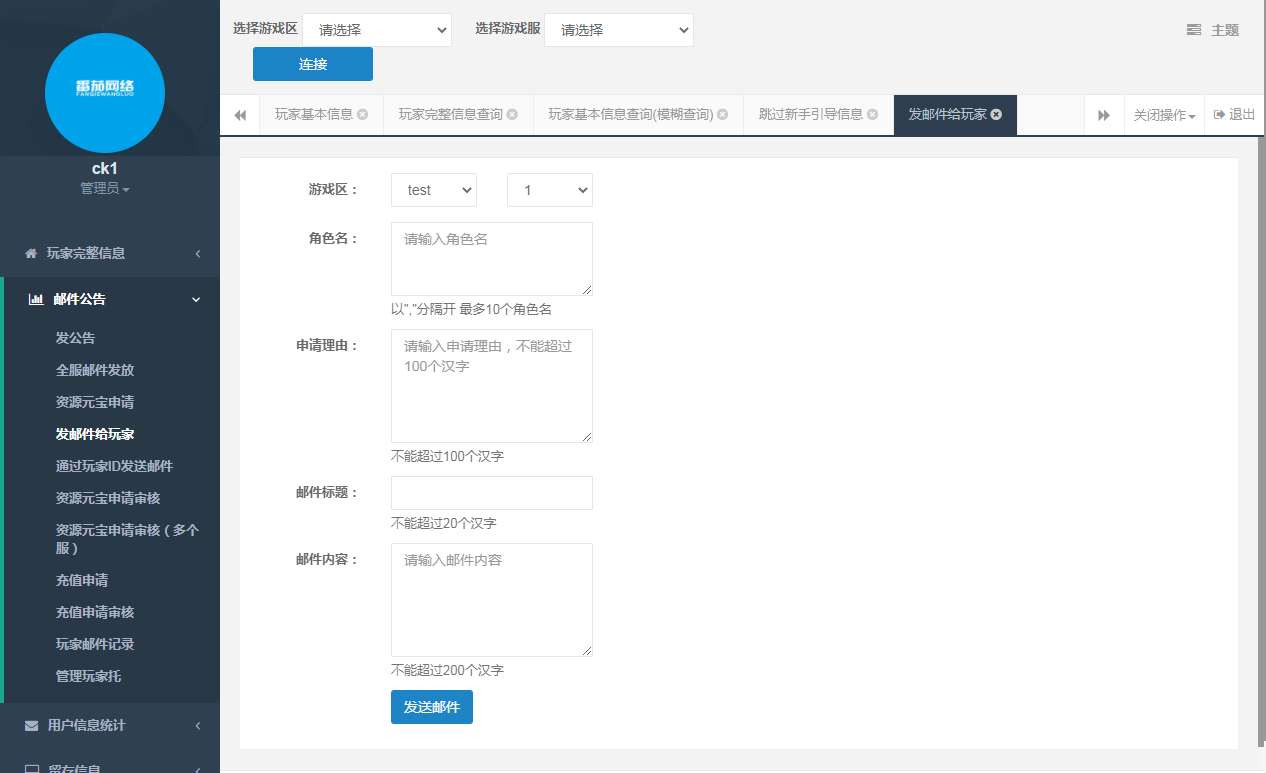 番茄网络
FANQIEWANGLUO
ck1
管理员
玩家完整信息
邮件公告
发公告
全服邮件发放
资源元宝申请
发邮件给玩家
通过玩家ID发送邮件
资源元宝申请审核
资源元宝申请审核（多个
服）
充值申请
充值申请审核
玩家邮件记录
管理玩家托
用户信息统计
留存信息
选择游戏区 请选择 选择游戏服 请选择 主题
连接
玩家基本信息 玩家完整信息查询 玩家基本信息查询(模糊查询) 跳过新手引导信息 发邮件给玩家 关闭操作 退出
游戏区： test 1
角色名： 请输入角色名
以","分隔开 最多10个角色名
申请理由： 请输入申请理由，不能超过
100个汉字
不能超过100个汉字
邮件标题：
不能超过20个汉字
邮件内容： 请输入邮件内容
不能超过200个汉字
发送邮件